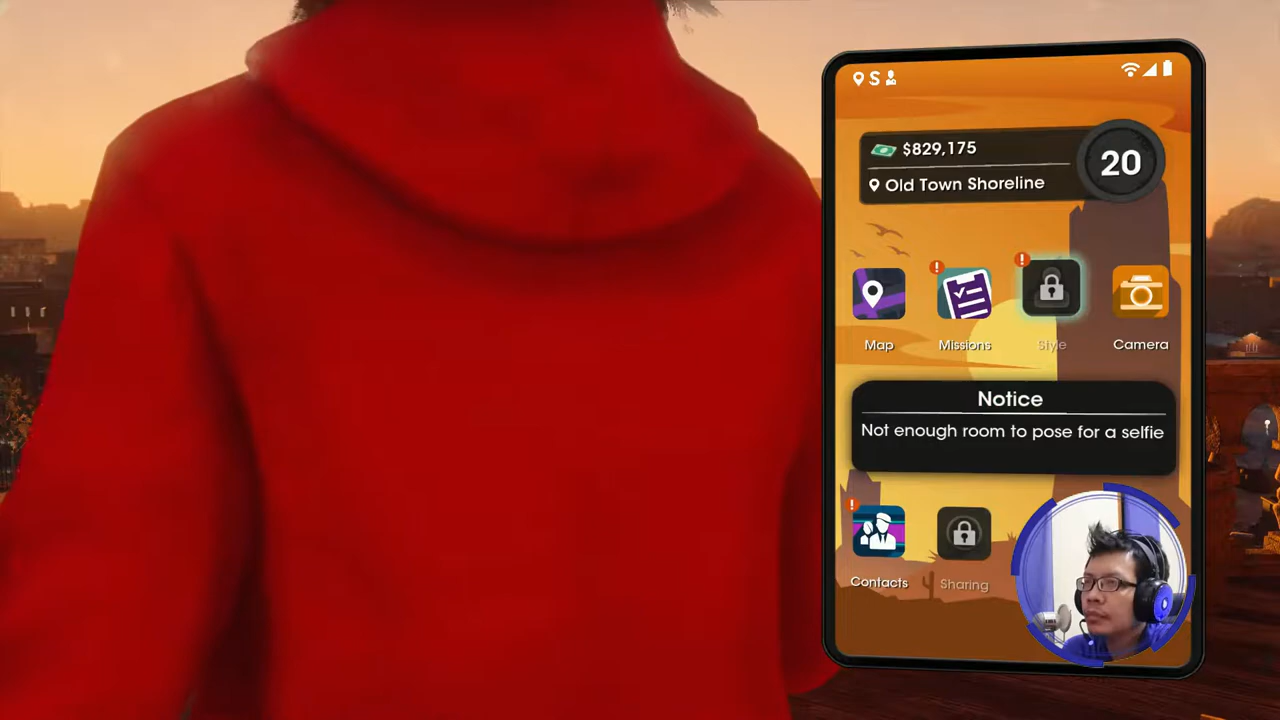 S
$829,175
20
Old Town Shoreline
!
!
Map
Missions
Style
Camera
Notice
Not enough room to pose for a selfie
!
Contacts
Sharing